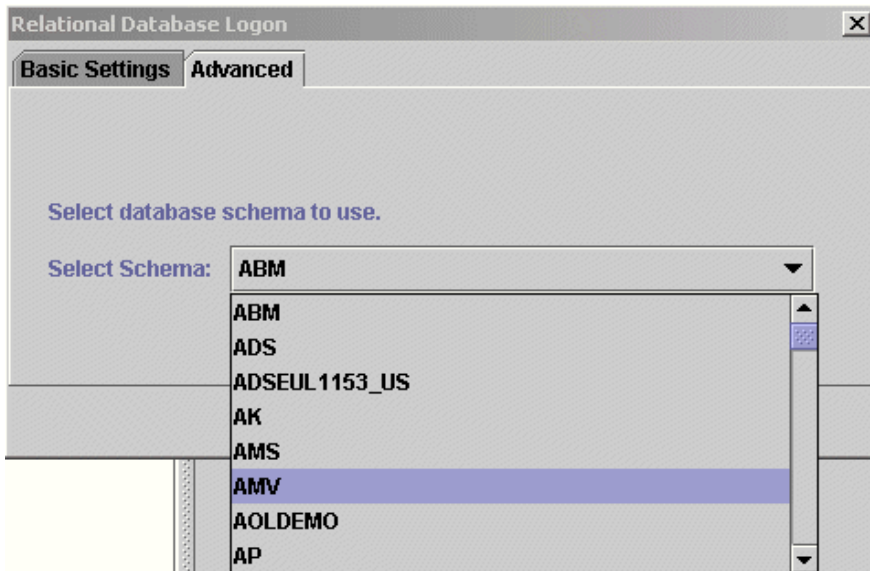 Relational Database Logon
Basic Settings Advanced
Select database schema to use.
Select Schema: ABM
ABM
ADS
ADSEUL1153_US
AK
AMS
AMV
AOLDEMO
AP